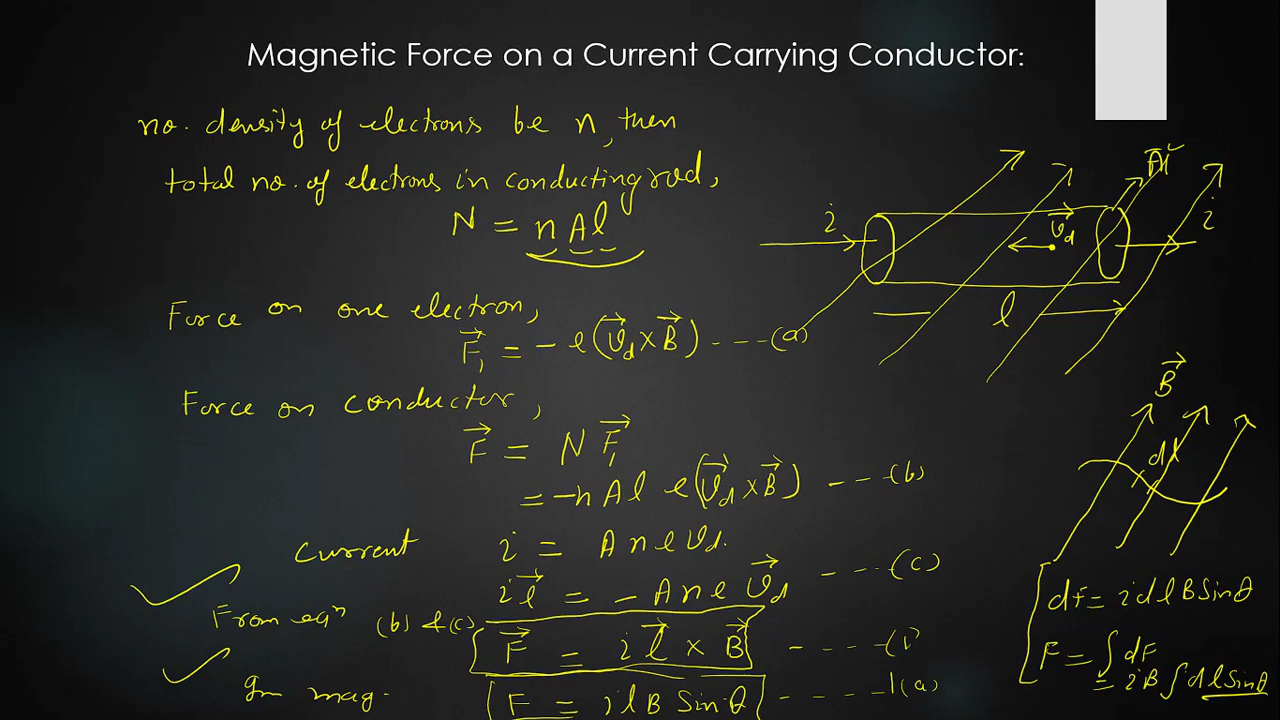 Magnetic Force on a Current Carrying Conductor:
no. density of electrons be n, then
total no. of electrons in conducting rod,
N = nAl
Force on one electron,
F⃗₁ = -e(v⃗d × B⃗) ---(a)
Force on conductor,
F⃗ = N F⃗₁
= -nAl e(v⃗d × B⃗) ---(b)
Current i = Anevd.
il⃗ = -Ane v⃗d ---(c)
From eqn (b) & (c)
F⃗ = il⃗ × B⃗ ----(1
In mag.
F = ilB Sinθ -----1(a)
i
v⃗d
i
l
B⃗
dl
dF = idlBSinθ
F = ∫dF
= iB∫dlSinθ